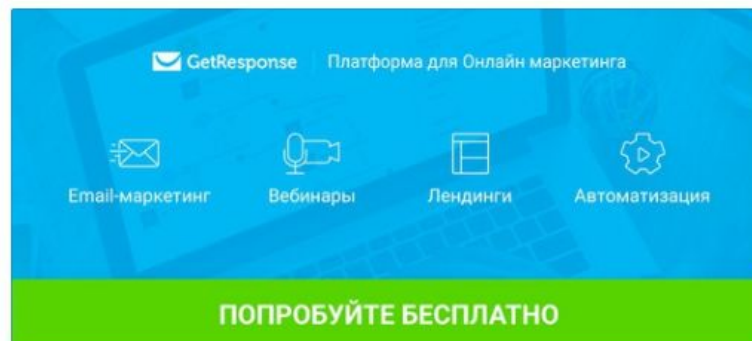 GetResponse Платформа для Онлайн маркетинга
Email-маркетинг Вебинары Лендинги Автоматизация
ПОПРОБУЙТЕ БЕСПЛАТНО